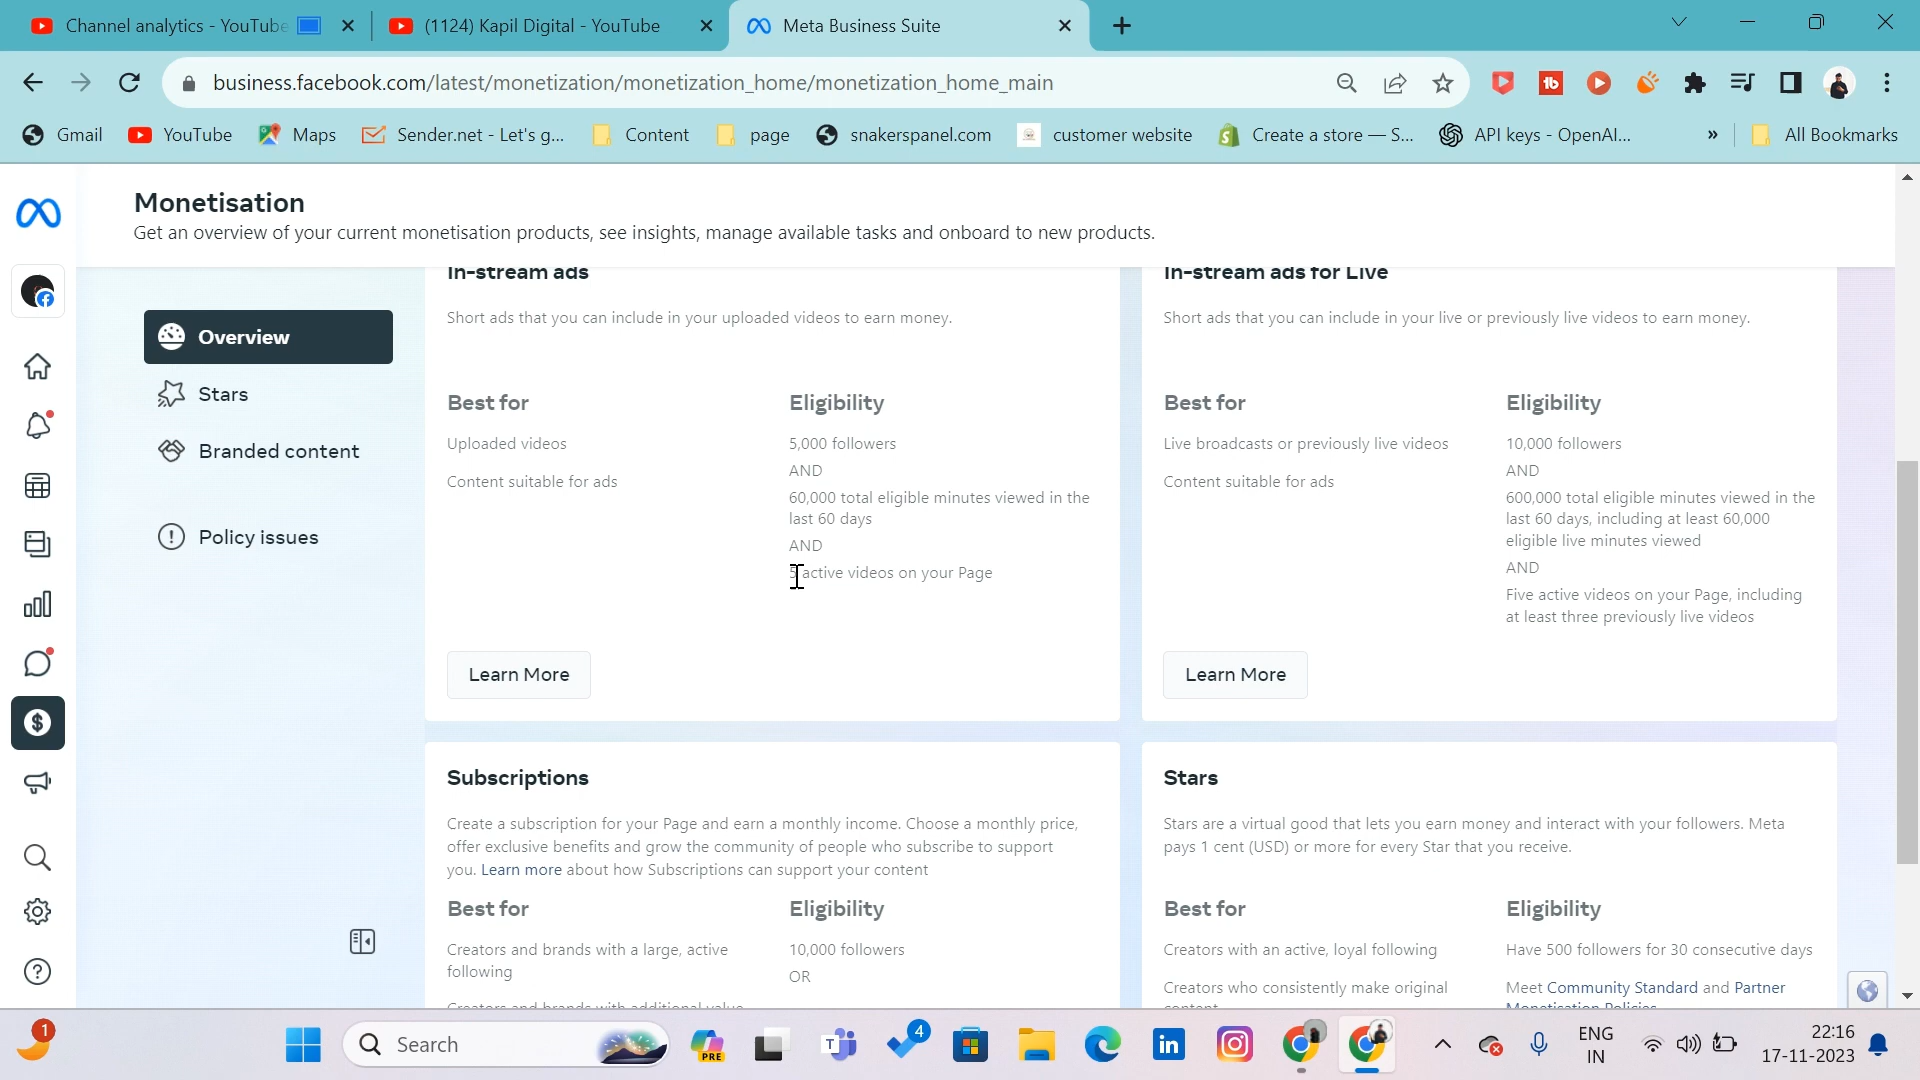 Channel analytics - YouTube
(1124) Kapil Digital - YouTube
Meta Business Suite
business.facebook.com/latest/monetization/monetization_home/monetization_home_main
Gmail
YouTube
Maps
Sender.net - Let's g...
Content
page
snakerspanel.com
customer website
Create a store — S...
API keys - OpenAI...
»
All Bookmarks
Monetisation
Get an overview of your current monetisation products, see insights, manage available tasks and onboard to new products.
Overview
Stars
Branded content
Policy issues
In-stream ads
Short ads that you can include in your uploaded videos to earn money.
Best for
Uploaded videos
Content suitable for ads
Eligibility
5,000 followers
AND
60,000 total eligible minutes viewed in the
last 60 days
AND
5 active videos on your Page
Learn More
In-stream ads for Live
Short ads that you can include in your live or previously live videos to earn money.
Best for
Live broadcasts or previously live videos
Content suitable for ads
Eligibility
10,000 followers
AND
600,000 total eligible minutes viewed in the
last 60 days, including at least 60,000
eligible live minutes viewed
AND
Five active videos on your Page, including
at least three previously live videos
Learn More
Subscriptions
Create a subscription for your Page and earn a monthly income. Choose a monthly price,
offer exclusive benefits and grow the community of people who subscribe to support
you. Learn more about how Subscriptions can support your content
Best for
Creators and brands with a large, active
following
Creators and brands with additional value
Eligibility
10,000 followers
OR
Stars
Stars are a virtual good that lets you earn money and interact with your followers. Meta
pays 1 cent (USD) or more for every Star that you receive.
Best for
Creators with an active, loyal following
Creators who consistently make original
content
Eligibility
Have 500 followers for 30 consecutive days
Meet Community Standard and Partner
Monetisation Policies
1
Search
PRE
4
ENG
IN
22:16
17-11-2023